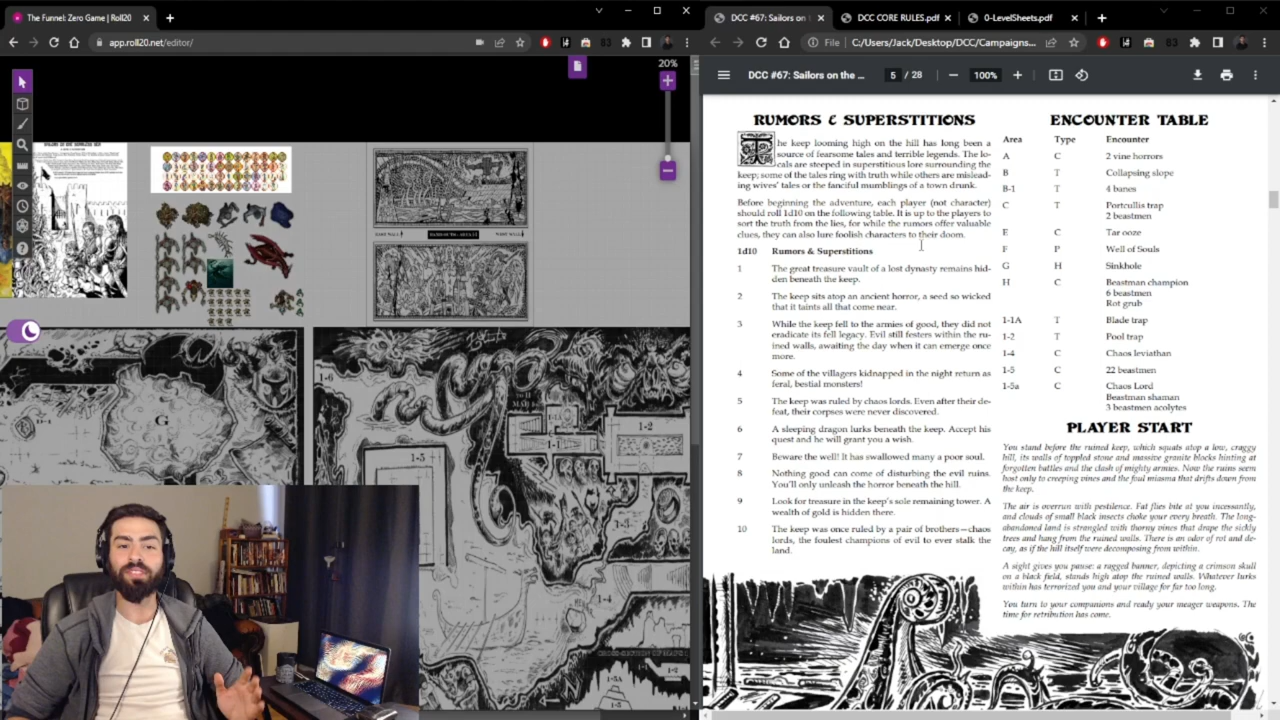 The Funnel: Zero Game | Roll20
app.roll20.net/editor/
83
20%
DCC #67: Sailors on
DCC CORE RULES.pdf
0-LevelSheets.pdf
File
C:/Users/Jack/Desktop/DCC/Campaigns...
83
DCC #67: Sailors on the ...
5 / 28
100%
RUMORS & SUPERSTITIONS
The keep looming high on the hill has long been a
source of fearsome tales and terrible legends. The lo-
cals are steeped in superstitious lore surrounding the
keep; some of the tales ring with truth while others are mislead-
ing wives' tales or the fanciful mumblings of a town drunk.
Before beginning the adventure, each player (not character)
should roll 1d10 on the following table. It is up to the players to
sort the truth from the lies, for while the rumors offer valuable
clues, they can also lure foolish characters to their doom.
1d10 Rumors & Superstitions
1 The great treasure vault of a lost dynasty remains hid-
den beneath the keep.
2 The keep sits atop an ancient horror, a seed so wicked
that it taints all that come near.
3 While the keep fell to the armies of good, they did not
eradicate its fell legacy. Evil still festers within the ru-
ined walls, awaiting the day when it can emerge once
more.
4 Some of the villagers kidnapped in the night return as
feral, bestial monsters!
5 The keep was ruled by chaos lords. Even after their de-
feat, their corpses were never discovered.
6 A sleeping dragon lurks beneath the keep. Accept his
quest and he will grant you a wish.
7 Beware the well! It has swallowed many a poor soul.
8 Nothing good can come of disturbing the evil ruins.
You'll only unleash the horror beneath the hill.
9 Look for treasure in the keep's sole remaining tower. A
wealth of gold is hidden there.
10 The keep was once ruled by a pair of brothers—chaos
lords, the foulest champions of evil to ever stalk the
land.
ENCOUNTER TABLE
Area Type Encounter
A C 2 vine horrors
B T Collapsing slope
B-1 T 4 banes
C T Portcullis trap
2 beastmen
E C Tar ooze
F P Well of Souls
G H Sinkhole
H C Beastman champion
6 beastmen
Rot grub
1-1A T Blade trap
1-2 T Pool trap
1-4 C Chaos leviathan
1-5 C 22 beastmen
1-5a C Chaos Lord
Beastman shaman
3 beastmen acolytes
PLAYER START
You stand before the ruined keep, which squats atop a low, craggy
hill, its walls of toppled stone and massive granite blocks hinting at
forgotten battles and the clash of mighty armies. Now the ruins seem
host only to creeping vines and the foul miasma that drifts down from
the keep.
The air is overrun with pestilence. Fat flies bite at you incessantly,
and clouds of small black insects choke your every breath. The long-
abandoned land is strangled with thorny vines that drape the sickly
trees and hang from the ruined walls. There is an odor of rot and de-
cay, as if the hill itself were decomposing from within.
A sight gives you pause: a ragged banner, depicting a crimson skull
on a black field, stands high atop the ruined walls. Whatever lurks
within has terrorized you and your village for far too long.
You turn to your companions and ready your meager weapons. The
time for retribution has come.
G
1-2